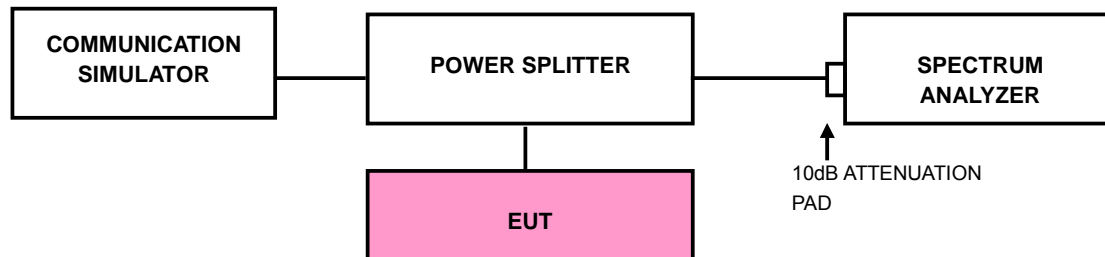 COMMUNICATION
SIMULATOR
POWER SPLITTER
SPECTRUM
ANALYZER
10dB ATTENUATION
PAD
EUT